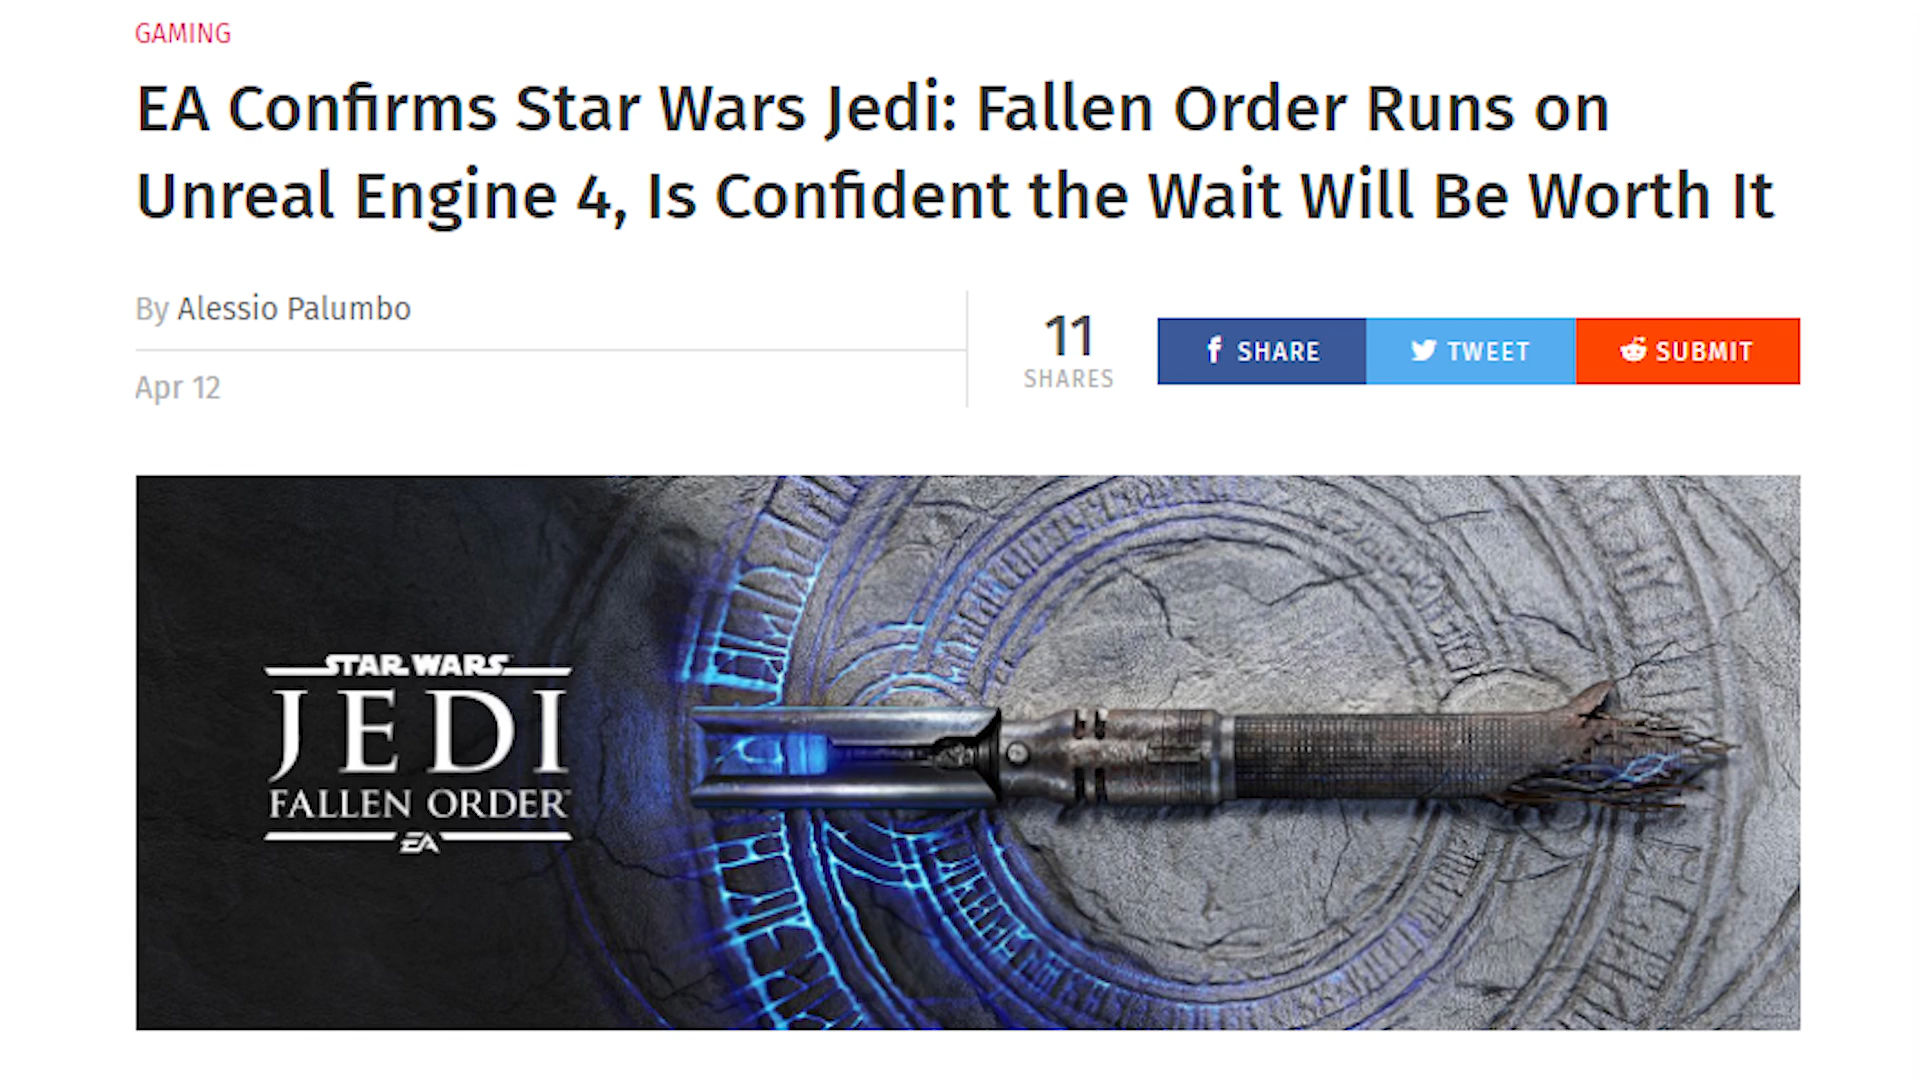 GAMING
EA Confirms Star Wars Jedi: Fallen Order Runs on
Unreal Engine 4, Is Confident the Wait Will Be Worth It
By Alessio Palumbo
Apr 12
11
SHARES
SHARE
TWEET
SUBMIT
STAR WARS
JEDI
FALLEN ORDER
EA